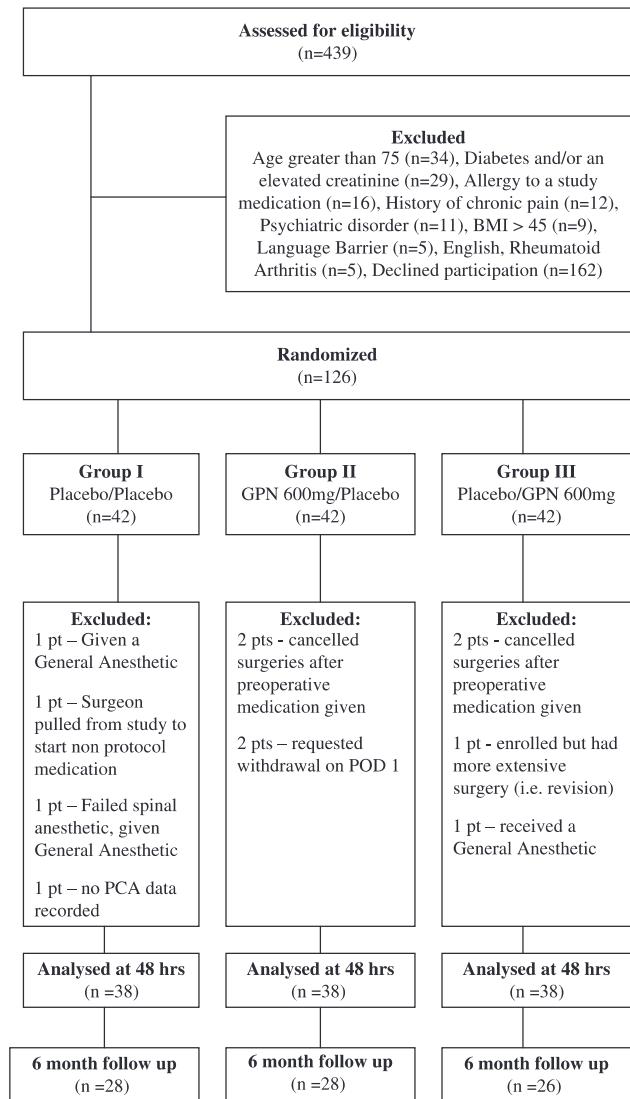 Assessed for eligibility
(n=439)
Excluded
Age greater than 75 (n=34), Diabetes and/or an
elevated creatinine (n=29), Allergy to a study
medication (n=16), History of chronic pain (n=12),
Psychiatric disorder (n=11), BMI > 45 (n=9),
Language Barrier (n=5), English, Rheumatoid
Arthritis (n=5), Declined participation (n=162)
Randomized
(n=126)
Group I
Placebo/Placebo
(n=42)
Group II
GPN 600mg/Placebo
(n=42)
Group III
Placebo/GPN 600mg
(n=42)
Excluded:
1 pt – Given a
General Anesthetic
1 pt – Surgeon
pulled from study to
start non protocol
medication
1 pt – Failed spinal
anesthetic, given
General Anesthetic
1 pt – no PCA data
recorded
Excluded:
2 pts - cancelled
surgeries after
preoperative
medication given
2 pts – requested
withdrawal on POD 1
Excluded:
2 pts - cancelled
surgeries after
preoperative
medication given
1 pt - enrolled but had
more extensive
surgery (i.e. revision)
1 pt – received a
General Anesthetic
Analysed at 48 hrs
(n =38)
Analysed at 48 hrs
(n =38)
Analysed at 48 hrs
(n =38)
6 month follow up
(n =28)
6 month follow up
(n =28)
6 month follow up
(n =26)